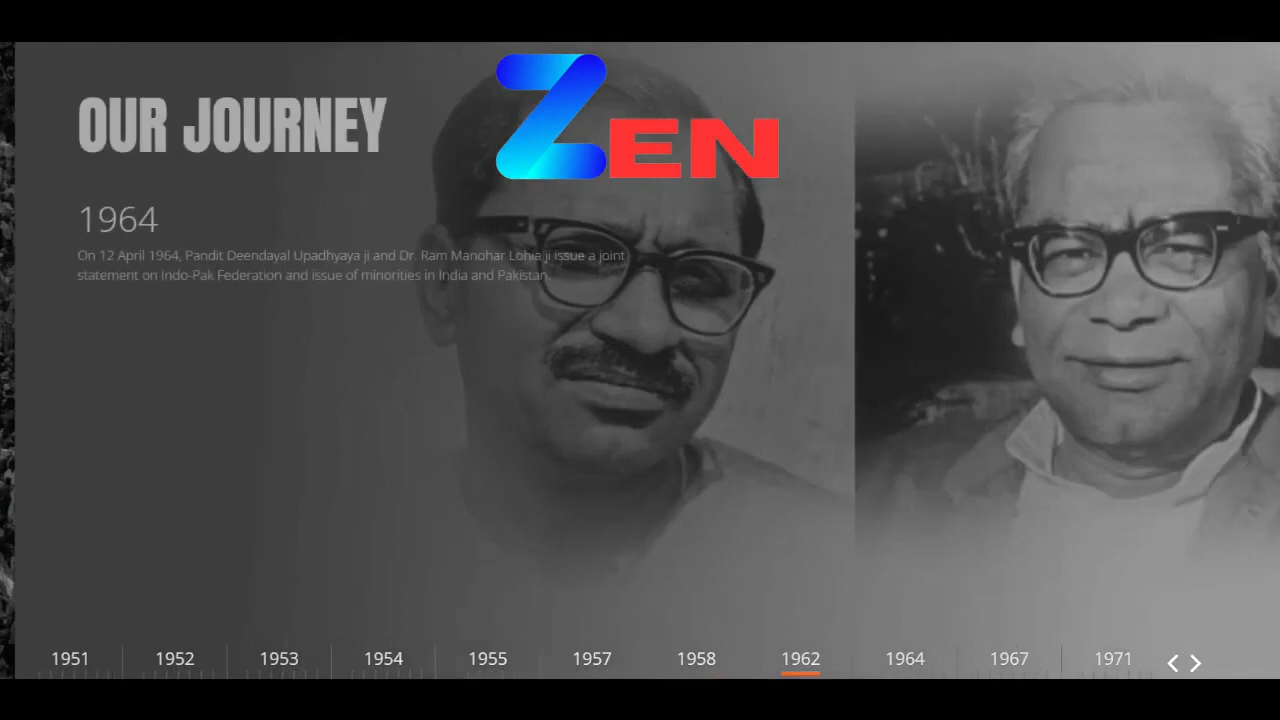 OUR JOURNEY
ZEN
1964
On 12 April 1964, Pandit Deendayal Upadhyaya ji and Dr. Ram Manohar Lohia ji issue a joint
statement on Indo-Pak Federation and issue of minorities in India and Pakistan.
1951 1952 1953 1954 1955 1957 1958 1962 1964 1967 1971